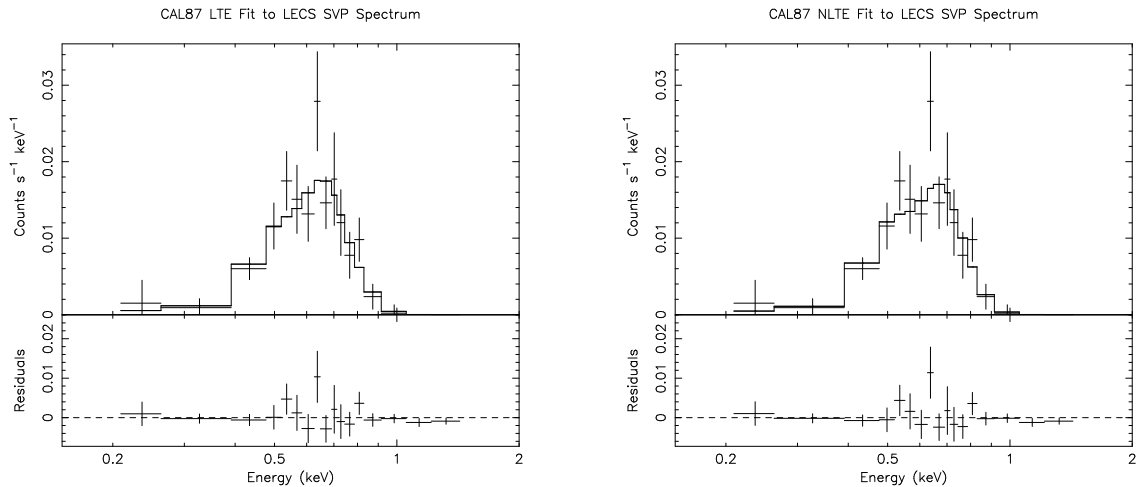 CAL87 LTE Fit to LECS SVP Spectrum
Counts s⁻¹ keV⁻¹
0.03
0.02
0.01
0
Residuals
0.02
0.01
0
0.2
0.5
1
2
Energy (keV)
CAL87 NLTE Fit to LECS SVP Spectrum
Counts s⁻¹ keV⁻¹
0.03
0.02
0.01
0
Residuals
0.02
0.01
0
0.2
0.5
1
2
Energy (keV)